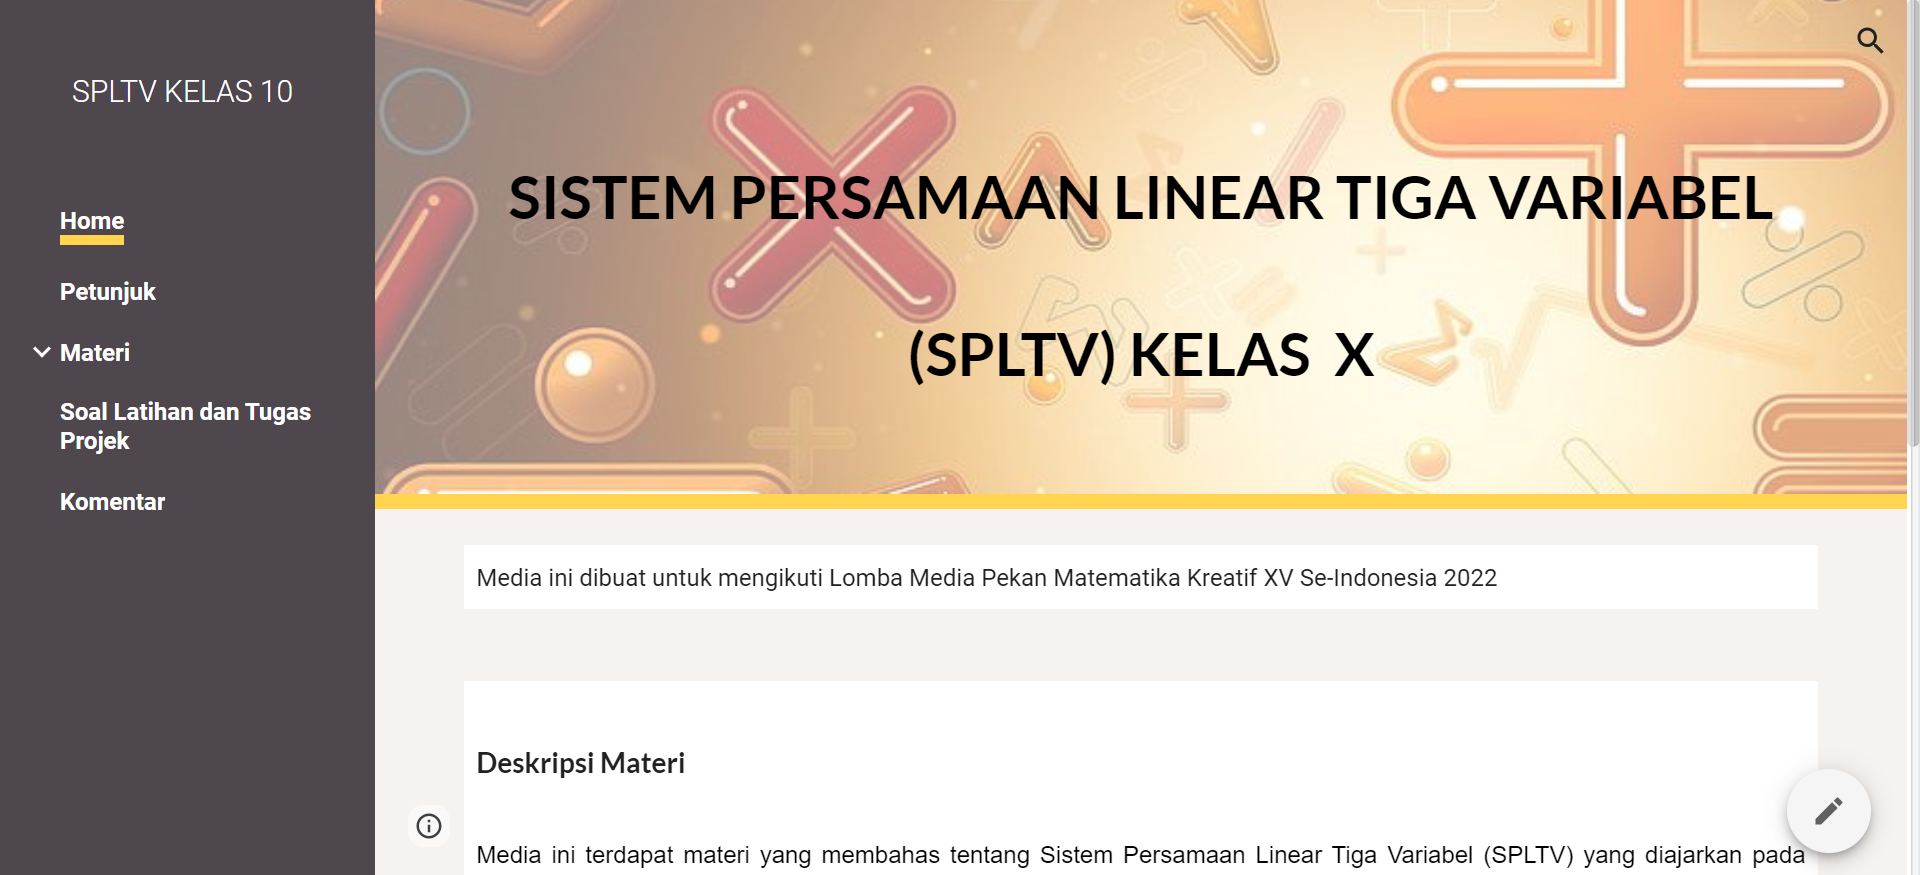 SPLTV KELAS 10
Home
Petunjuk
Materi
Soal Latihan dan Tugas
Projek
Komentar
SISTEM PERSAMAAN LINEAR TIGA VARIABEL
(SPLTV) KELAS X
Media ini dibuat untuk mengikuti Lomba Media Pekan Matematika Kreatif XV Se-Indonesia 2022
Deskripsi Materi
Media ini terdapat materi yang membahas tentang Sistem Persamaan Linear Tiga Variabel (SPLTV) yang diajarkan pada